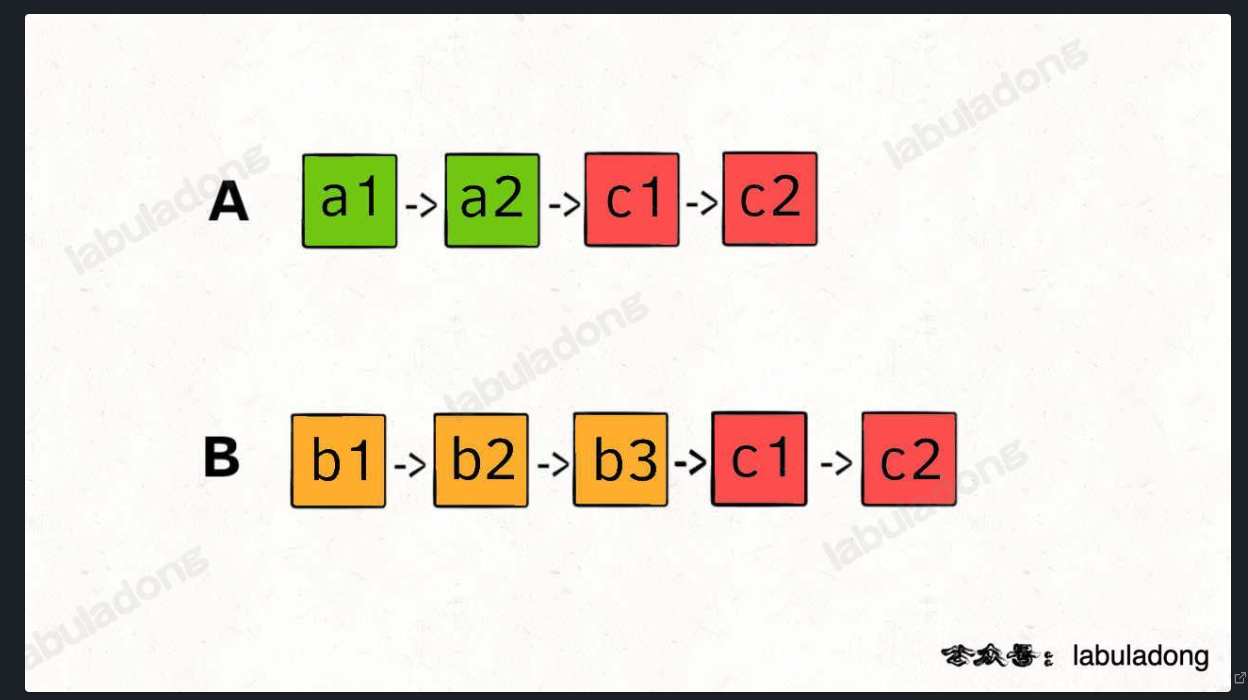 A a1 -> a2 -> c1 -> c2
B b1 -> b2 -> b3 -> c1 -> c2
labuladong
labuladong
labuladong
labuladong
labuladong
公众号: labuladong